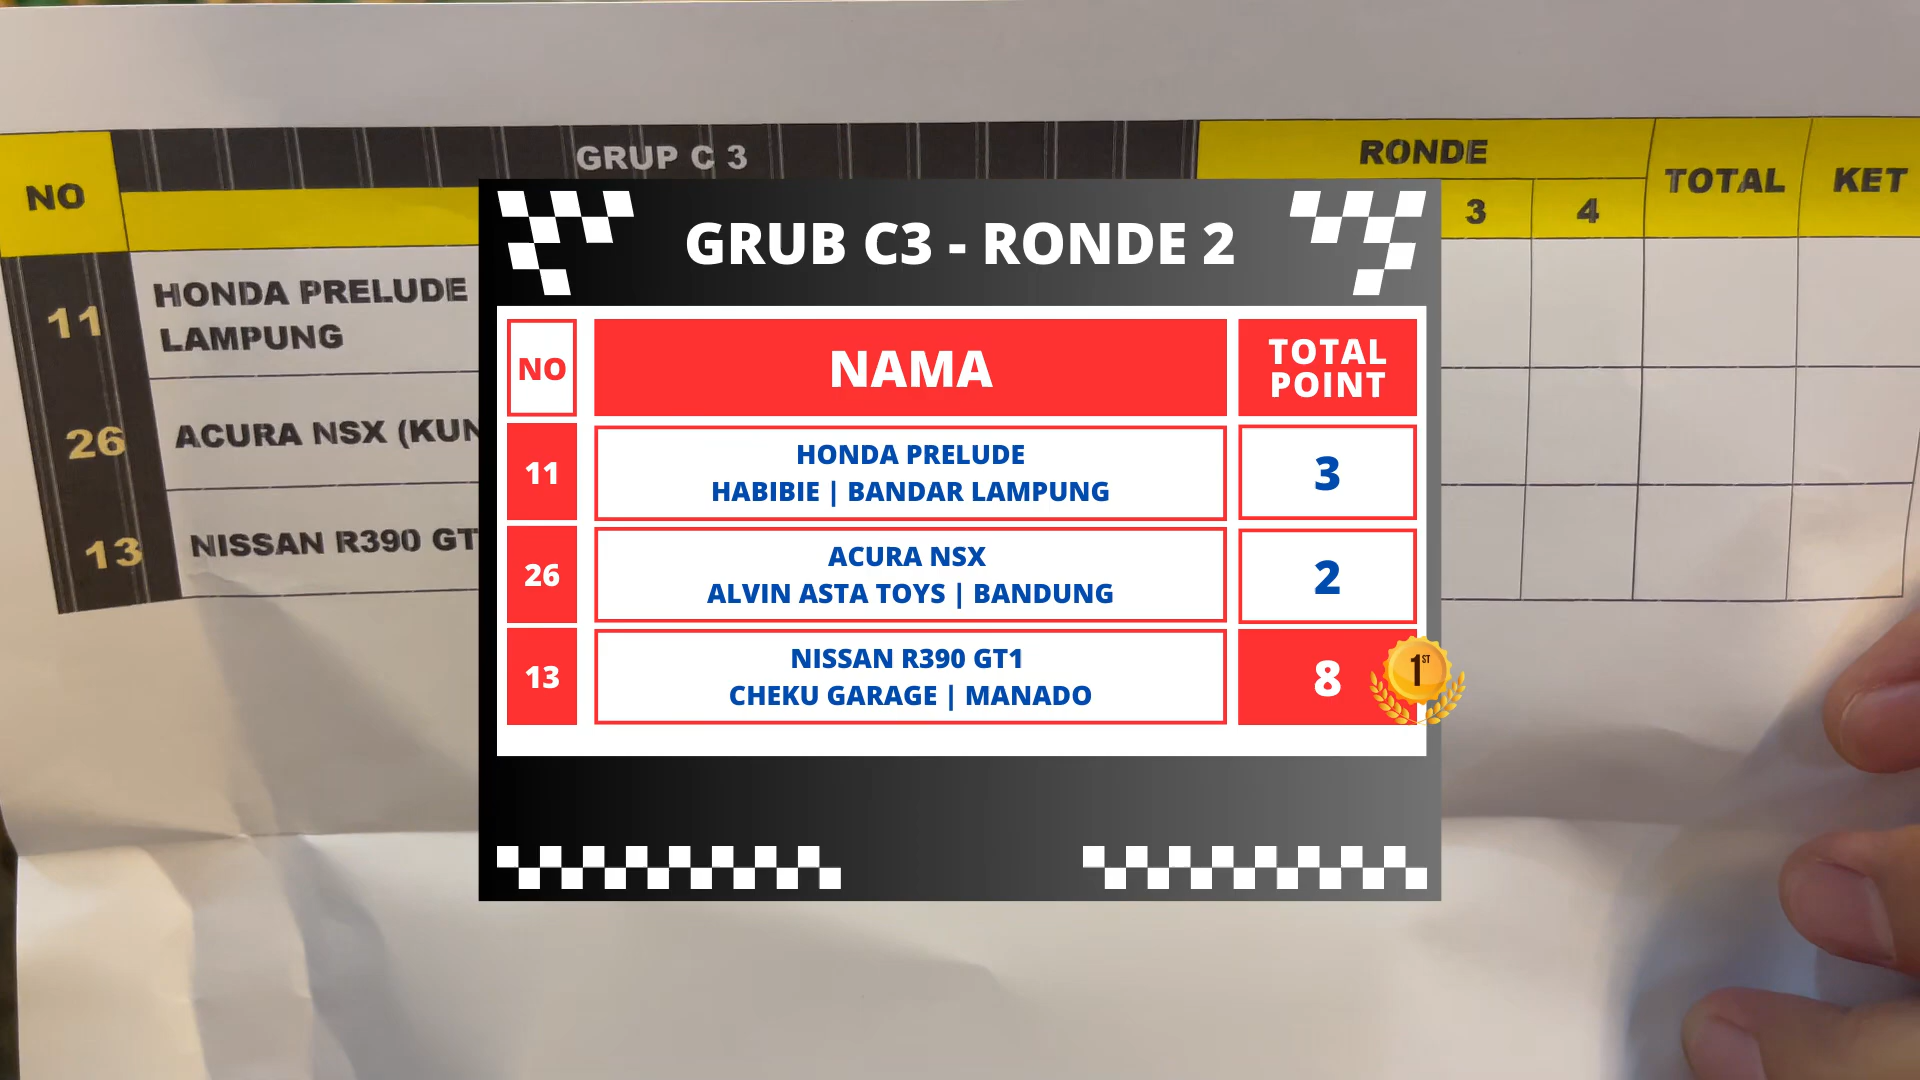 GRUP C 3
RONDE
NO
TOTAL
KET
3
4
11
HONDA PRELUDE
LAMPUNG
26
ACURA NSX (KUN
13
NISSAN R390 GT
GRUB C3 - RONDE 2
NO
NAMA
TOTAL
POINT
11
HONDA PRELUDE
HABIBIE | BANDAR LAMPUNG
3
26
ACURA NSX
ALVIN ASTA TOYS | BANDUNG
2
13
NISSAN R390 GT1
CHEKU GARAGE | MANADO
8
1ST